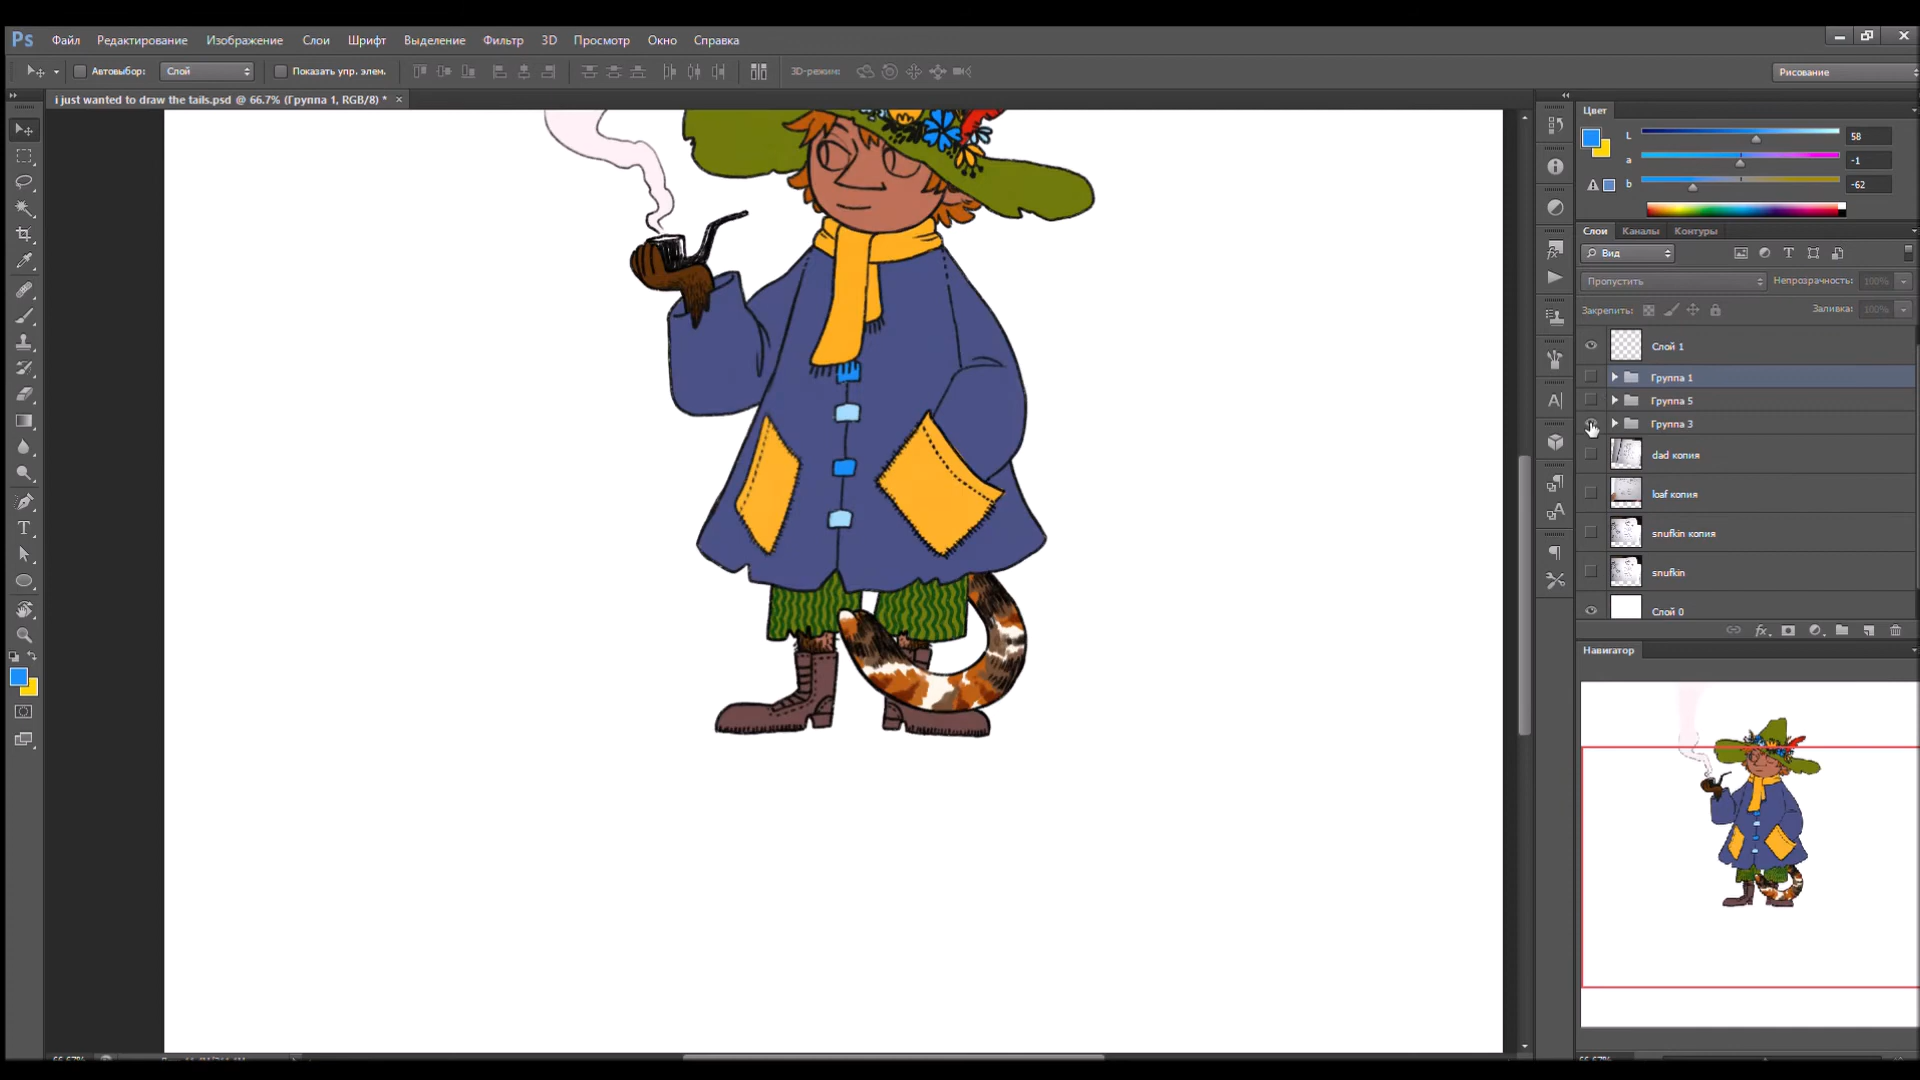 Ps Файл Редактирование Изображение Слои Шрифт Выделение Фильтр 3D Просмотр Окно Справка
Автовыбор: Слой Показать упр. элем. 3D-режим: Рисование
i just wanted to draw the tails.psd @ 66.7% (Группа 1, RGB/8) * ×
Цвет
L 58
a -1
b -62
Слои Каналы Контуры
Вид
Пропустить Непрозрачность: 100%
Закрепить: Заливка: 100%
Слой 1
Группа 1
Группа 5
Группа 3
dad копия
loaf копия
snufkin копия
snufkin
Слой 0
Навигатор